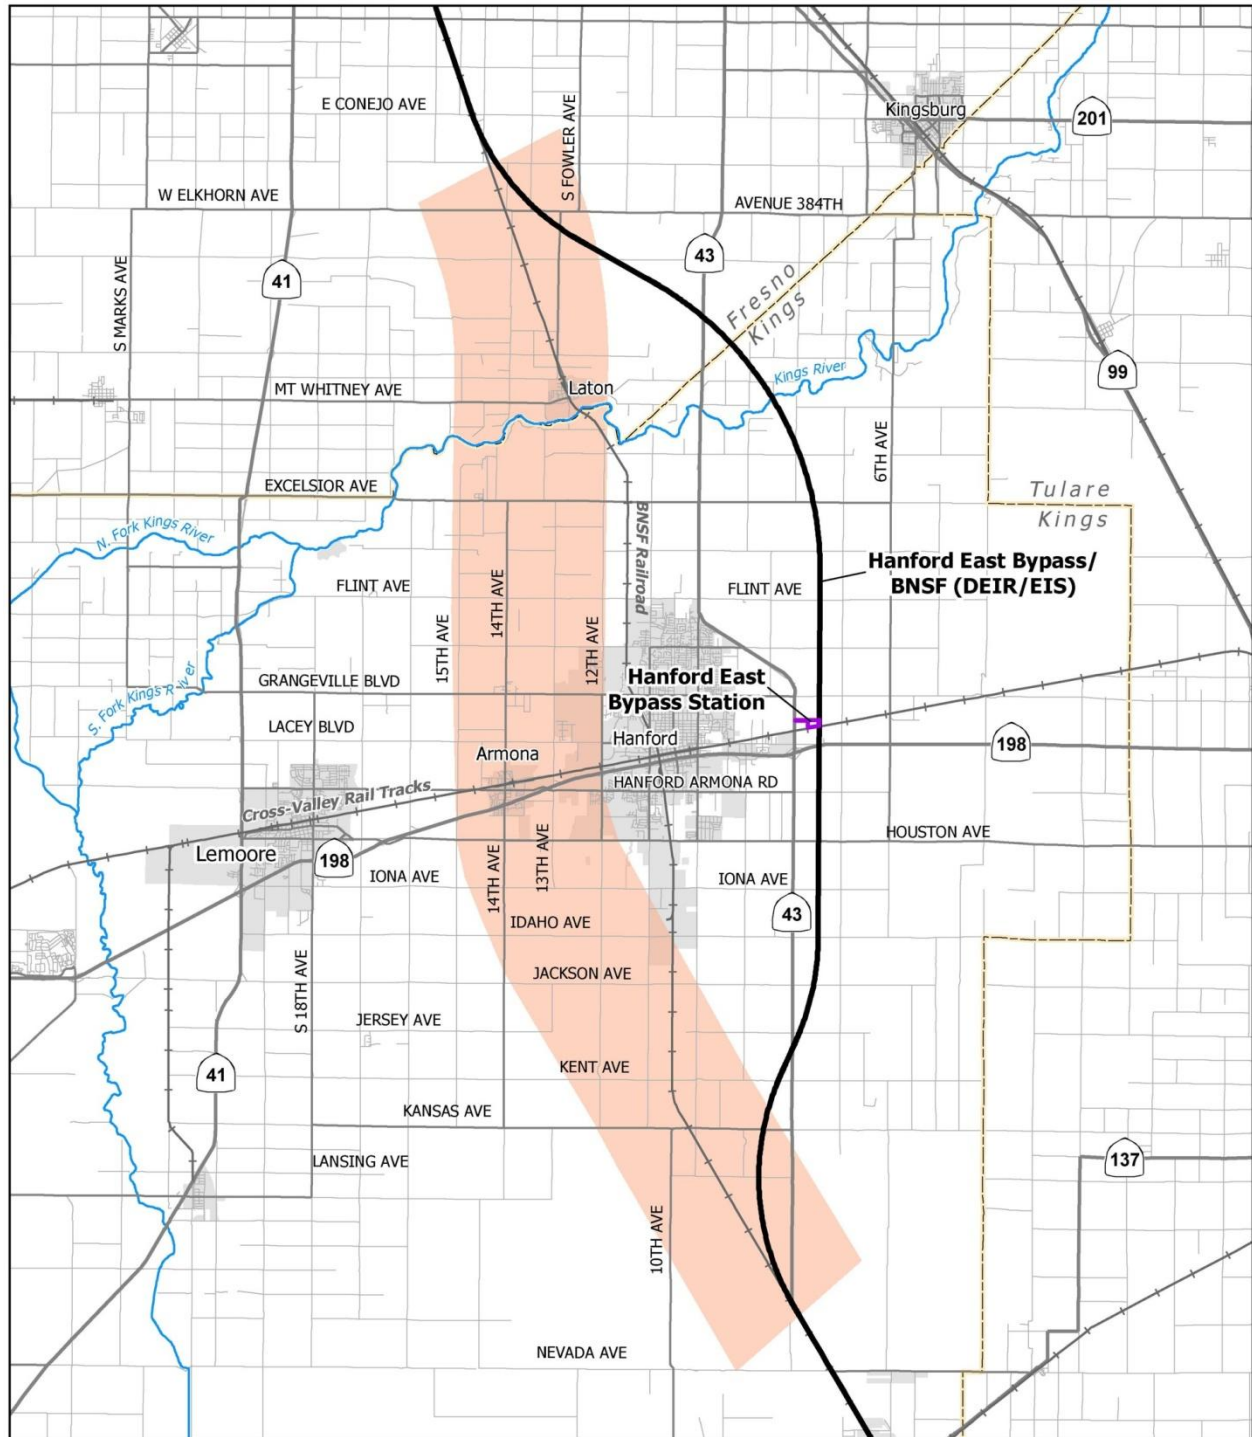 E CONEJO AVE
S FOWLER AVE
Kingsburg
201
W ELKHORN AVE
AVENUE 384TH
43
41
S MARKS AVE
Fresno
Kings
99
MT WHITNEY AVE
Laton
Kings River
6TH AVE
EXCELSIOR AVE
Tulare
Kings
N. Fork Kings River
BNSF Railroad
Hanford East Bypass/
BNSF (DEIR/EIS)
FLINT AVE
14TH AVE
FLINT AVE
15TH AVE
12TH AVE
GRANGEVILLE BLVD
Hanford East
Bypass Station
S. Fork Kings River
LACEY BLVD
Armona
Hanford
198
HANFORD ARMONA RD
Cross-Valley Rail Tracks
HOUSTON AVE
Lemoore
198
IONA AVE
14TH AVE
13TH AVE
IONA AVE
43
IDAHO AVE
JACKSON AVE
S 18TH AVE
JERSEY AVE
KENT AVE
41
KANSAS AVE
LANSING AVE
137
10TH AVE
NEVADA AVE